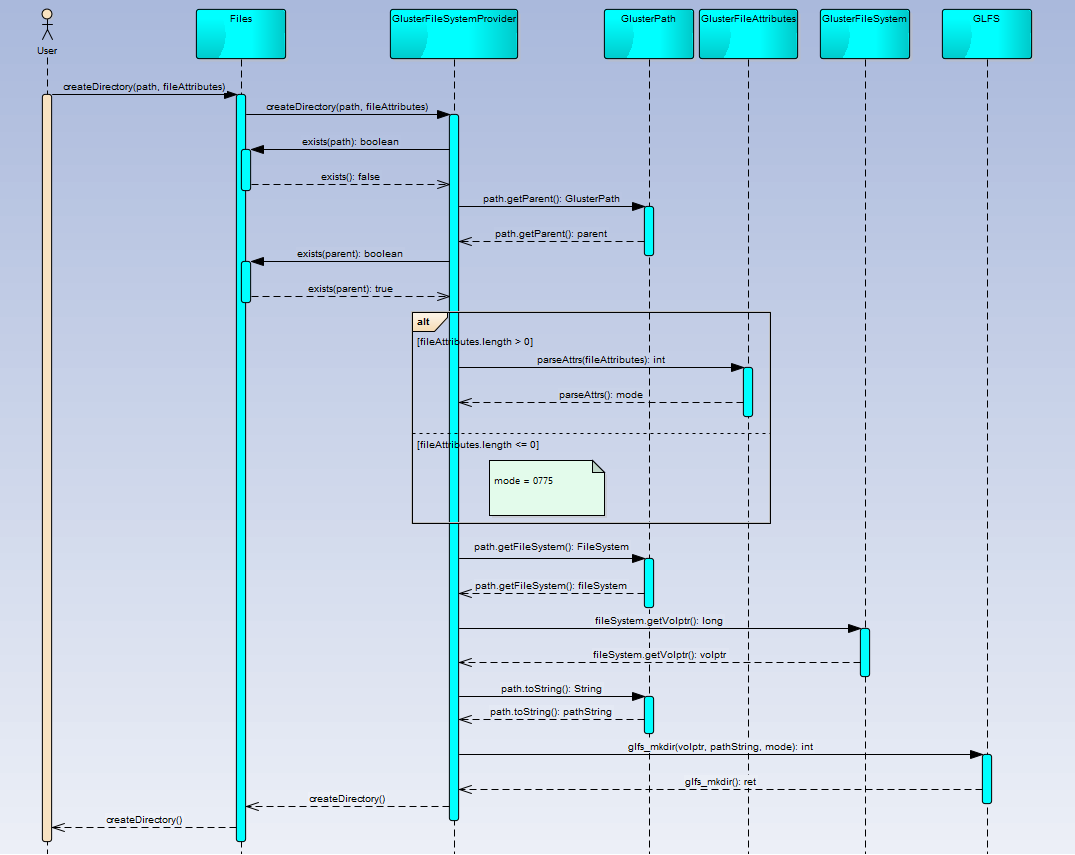 Files
GlusterFileSystemProvider
GlusterPath
GlusterFileAttributes
GlusterFileSystem
GLFS
User
createDirectory(path, fileAttributes)
createDirectory(path, fileAttributes)
exists(path): boolean
exists(): false
path.getParent(): GlusterPath
path.getParent(): parent
exists(parent): boolean
exists(parent): true
alt
[fileAttributes.length > 0]
parseAttrs(fileAttributes): int
parseAttrs(): mode
[fileAttributes.length <= 0]
mode = 0775
path.getFileSystem(): FileSystem
path.getFileSystem(): fileSystem
fileSystem.getVolptr(): long
fileSystem.getVolptr(): volptr
path.toString(): String
path.toString(): pathString
glfs_mkdir(volptr, pathString, mode): int
glfs_mkdir(): ret
createDirectory()
createDirectory()